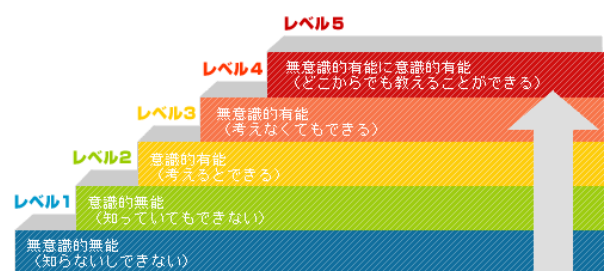 レベル5
無意識的有能に意識的有能
（どこからでも教えることができる）
レベル4
無意識的有能
（考えなくてもできる）
レベル3
意識的有能
（考えるとできる）
レベル2
意識的無能
（知っていてもできない）
レベル1
無意識的無能
（知らないしできない）